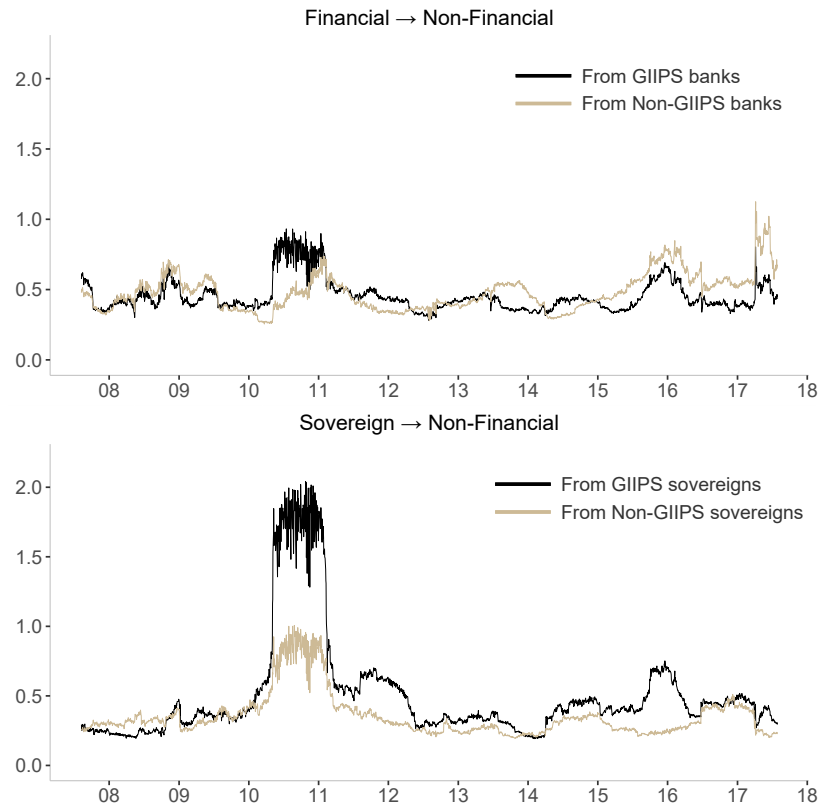 Financial → Non-Financial
From GIIPS banks
From Non-GIIPS banks
2.0
1.5
1.0
0.5
0.0
08 09 10 11 12 13 14 15 16 17 18
Sovereign → Non-Financial
From GIIPS sovereigns
From Non-GIIPS sovereigns
2.0
1.5
1.0
0.5
0.0
08 09 10 11 12 13 14 15 16 17 18